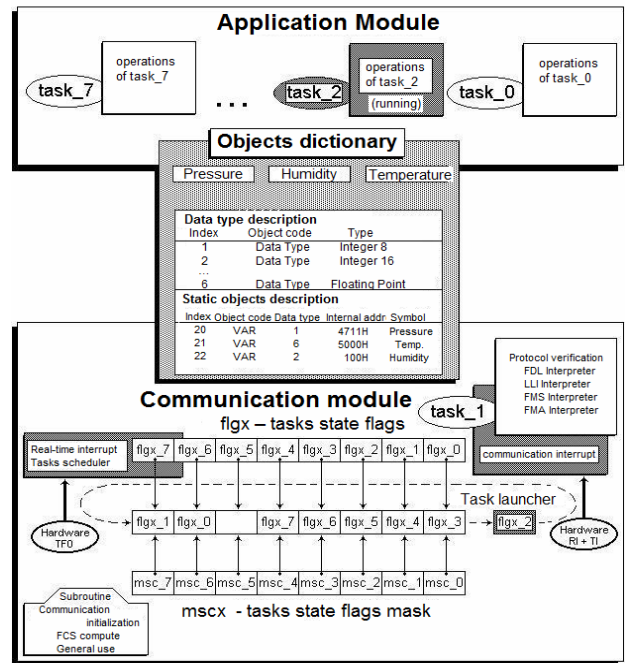 Application Module
operations
of task_7
task_7
...
task_2
operations
of task_2
(running)
task_0
operations
of task_0
Objects dictionary
Pressure
Humidity
Temperature
Data type description
Index Object code Type
1 Data Type Integer 8
2 Data Type Integer 16
...
6 Data Type Floating Point
Static objects description
Index Object code Data type Internal addr Symbol
20 VAR 1 4711H Pressure
21 VAR 6 5000H Temp.
22 VAR 2 100H Humidity
Communication module
flgx – tasks state flags
task_1
Protocol verification
FDL Interpreter
LLI Interpreter
FMS Interpreter
FMA Interpreter
communication interrupt
Real-time interrupt
Tasks scheduler
flgx_7 flgx_6 flgx_5 flgx_4 flgx_3 flgx_2 flgx_1 flgx_0
Task launcher
Hardware
TF0
flgx_1 flgx_0 flgx_7 flgx_6 flgx_5 flgx_4 flgx_3
flgx_2
Hardware
RI + TI
msc_7 msc_6 msc_5 msc_4 msc_3 msc_2 msc_1 msc_0
mscx - tasks state flags mask
Subroutine
Communication
initialization
FCS compute
General use